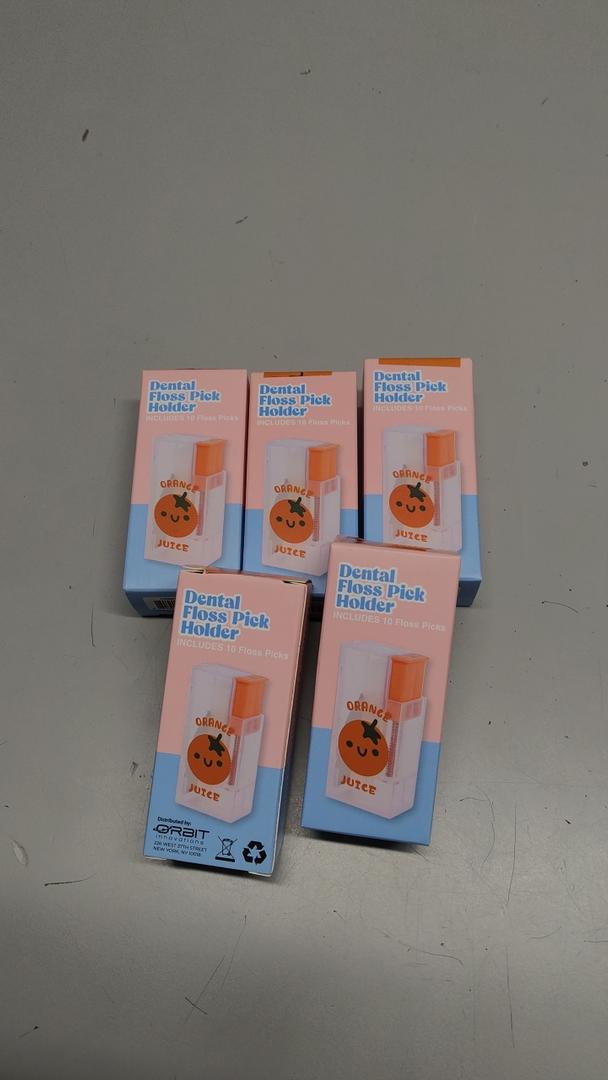 Dental
Floss Pick
Holder
INCLUDES 10 Floss Picks
ORANGE
JUICE
Dental
Floss Pick
Holder
INCLUDES 10 Floss Picks
ORANGE
JUICE
Dental
Floss Pick
Holder
INCLUDES 10 Floss Picks
ORANGE
JUICE
Dental
Floss Pick
Holder
INCLUDES 10 Floss Picks
ORANGE
JUICE
Distributed by:
ORBIT
innovations
NEW YORK, NY 10018
Dental
Floss Pick
Holder
INCLUDES 10 Floss Picks
ORANGE
JUICE